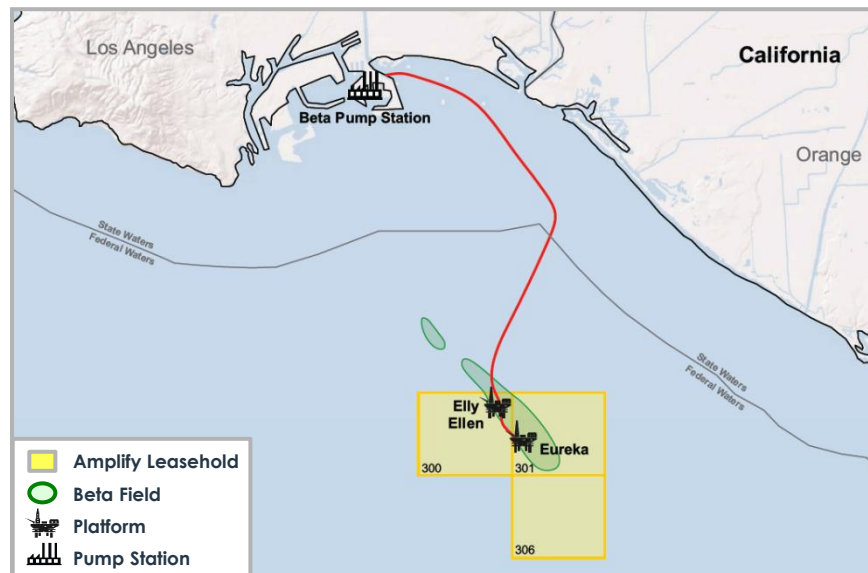 Los Angeles
California
Beta Pump Station
Orange
State Waters
Federal Waters
State Waters
Federal Waters
Elly
Ellen
Eureka
300
301
306
Amplify Leasehold
Beta Field
Platform
Pump Station